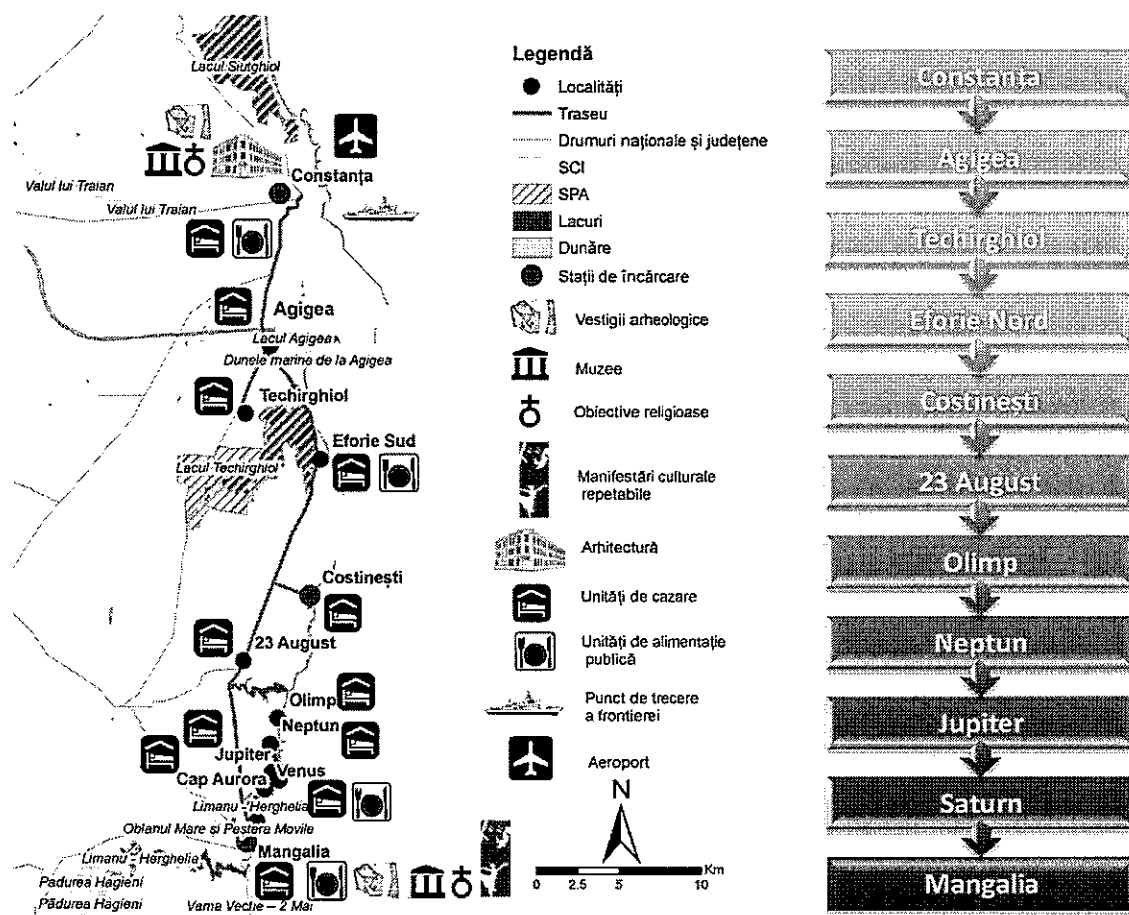 Lacul Siutghiol
Constanța
Valul lui Traian
Valul lui Traian
Agigea
Lacul Agigea
Dunele marine de la Agigea
Techirghiol
Eforie Sud
Lacul Techirghiol
Costinești
23 August
Olimp
Neptun
Jupiter
Venus
Cap Aurora
Limanu - Herghelia
Obanul Mare și Peștera Movile
Mangalia
Limanu - Herghelia
Padurea Hagieni
Pădurea Hagieni
Vama Veche – 2 Mai
Legendă
Localități
Traseu
Drumuri naționale și județene
SCI
SPA
Lacuri
Dunăre
Stații de încărcare
Vestigii arheologice
Muzee
Obiective religioase
Manifestări culturale
repetabile
Arhitectură
Unități de cazare
Unități de alimentație
publică
Punct de trecere
a frontierei
Aeroport
N
Km
0 2.5 5 10
Constanța
Agigea
Techirghiol
Eforie Nord
Costinesti
23 August
Olimp
Neptun
Jupiter
Saturn
Mangalia